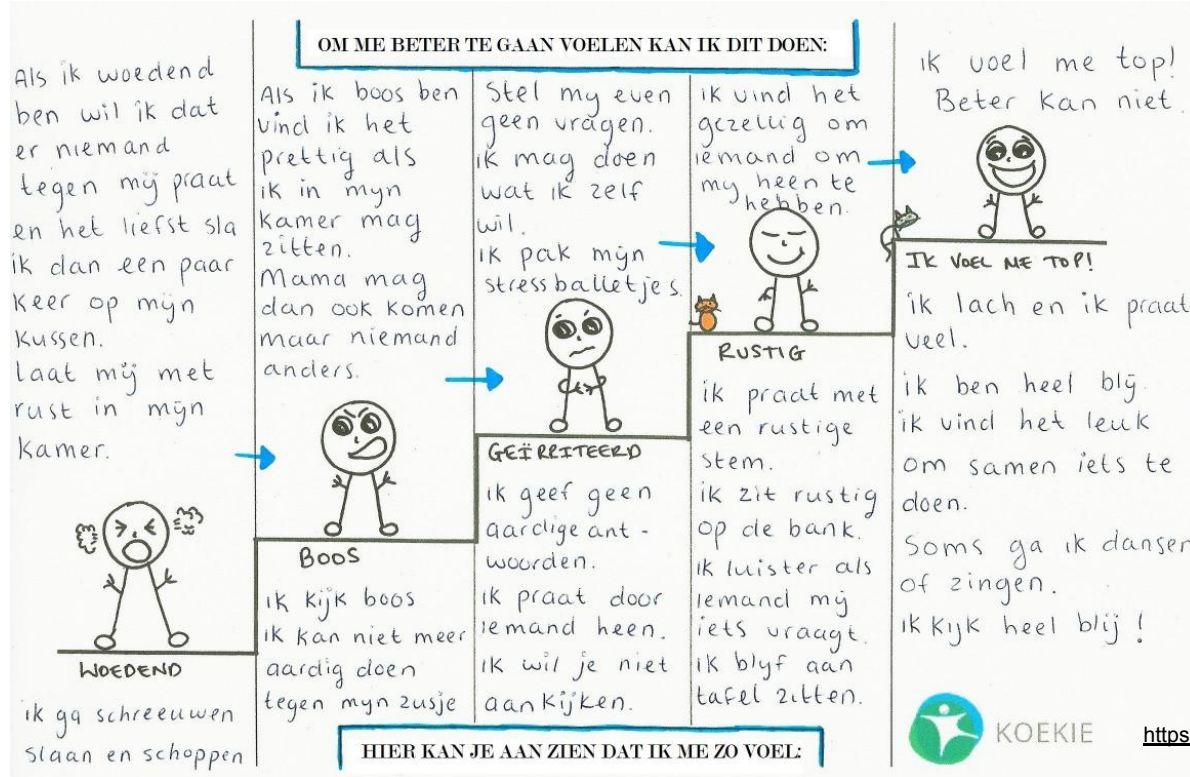 OM ME BETER TE GAAN VOELEN KAN IK DIT DOEN:
Als ik woedend
ben wil ik dat
er niemand
tegen mij praat
en het liefst sla
ik dan een paar
keer op mijn
kussen.
Laat mij met
rust in mijn
kamer.
WOEDEND
ik ga schreeuwen
slaan en schoppen
Als ik boos ben
vind ik het
prettig als
ik in mijn
kamer mag
zitten.
Mama mag
dan ook komen
maar niemand
anders.
BOOS
ik kijk boos
ik kan niet meer
aardig doen
tegen mijn zusje
Stel mij even
geen vragen.
ik mag doen
wat ik zelf
wil.
ik pak mijn
stressballetjes.
GEÏRRITEERD
ik geef geen
aardige ant-
woorden.
ik praat door
iemand heen.
ik wil je niet
aankijken.
ik vind het
gezellig om
iemand om
mij heen te
hebben.
RUSTIG
ik praat met
een rustige
stem.
ik zit rustig
op de bank.
ik luister als
iemand mij
iets vraagt.
ik blijf aan
tafel zitten.
ik voel me top!
Beter kan niet.
IK VOEL ME TOP!
ik lach en ik praat
veel.
ik ben heel blij.
ik vind het leuk
om samen iets te
doen.
Soms ga ik dansen
of zingen.
ik kijk heel blij!
HIER KAN JE AAN ZIEN DAT IK ME ZO VOEL:
KOEKIE
https